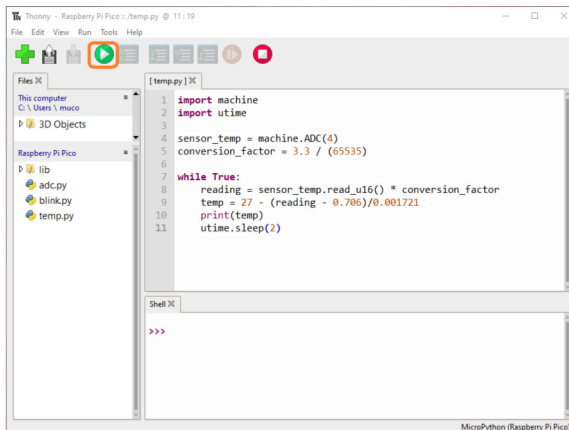 Thonny - Raspberry Pi Pico :: /temp.py @ 11 : 19
File Edit View Run Tools Help
Files
This computer
C: \ Users \ muco
3D Objects
Raspberry Pi Pico
lib
adc.py
blink.py
temp.py
[ temp.py ]
1 import machine
2 import utime
3
4 sensor_temp = machine.ADC(4)
5 conversion_factor = 3.3 / (65535)
6
7 while True:
8     reading = sensor_temp.read_u16() * conversion_factor
9     temp = 27 - (reading - 0.706)/0.001721
10     print(temp)
11     utime.sleep(2)
Shell
>>>
MicroPython (Raspberry Pi Pico)